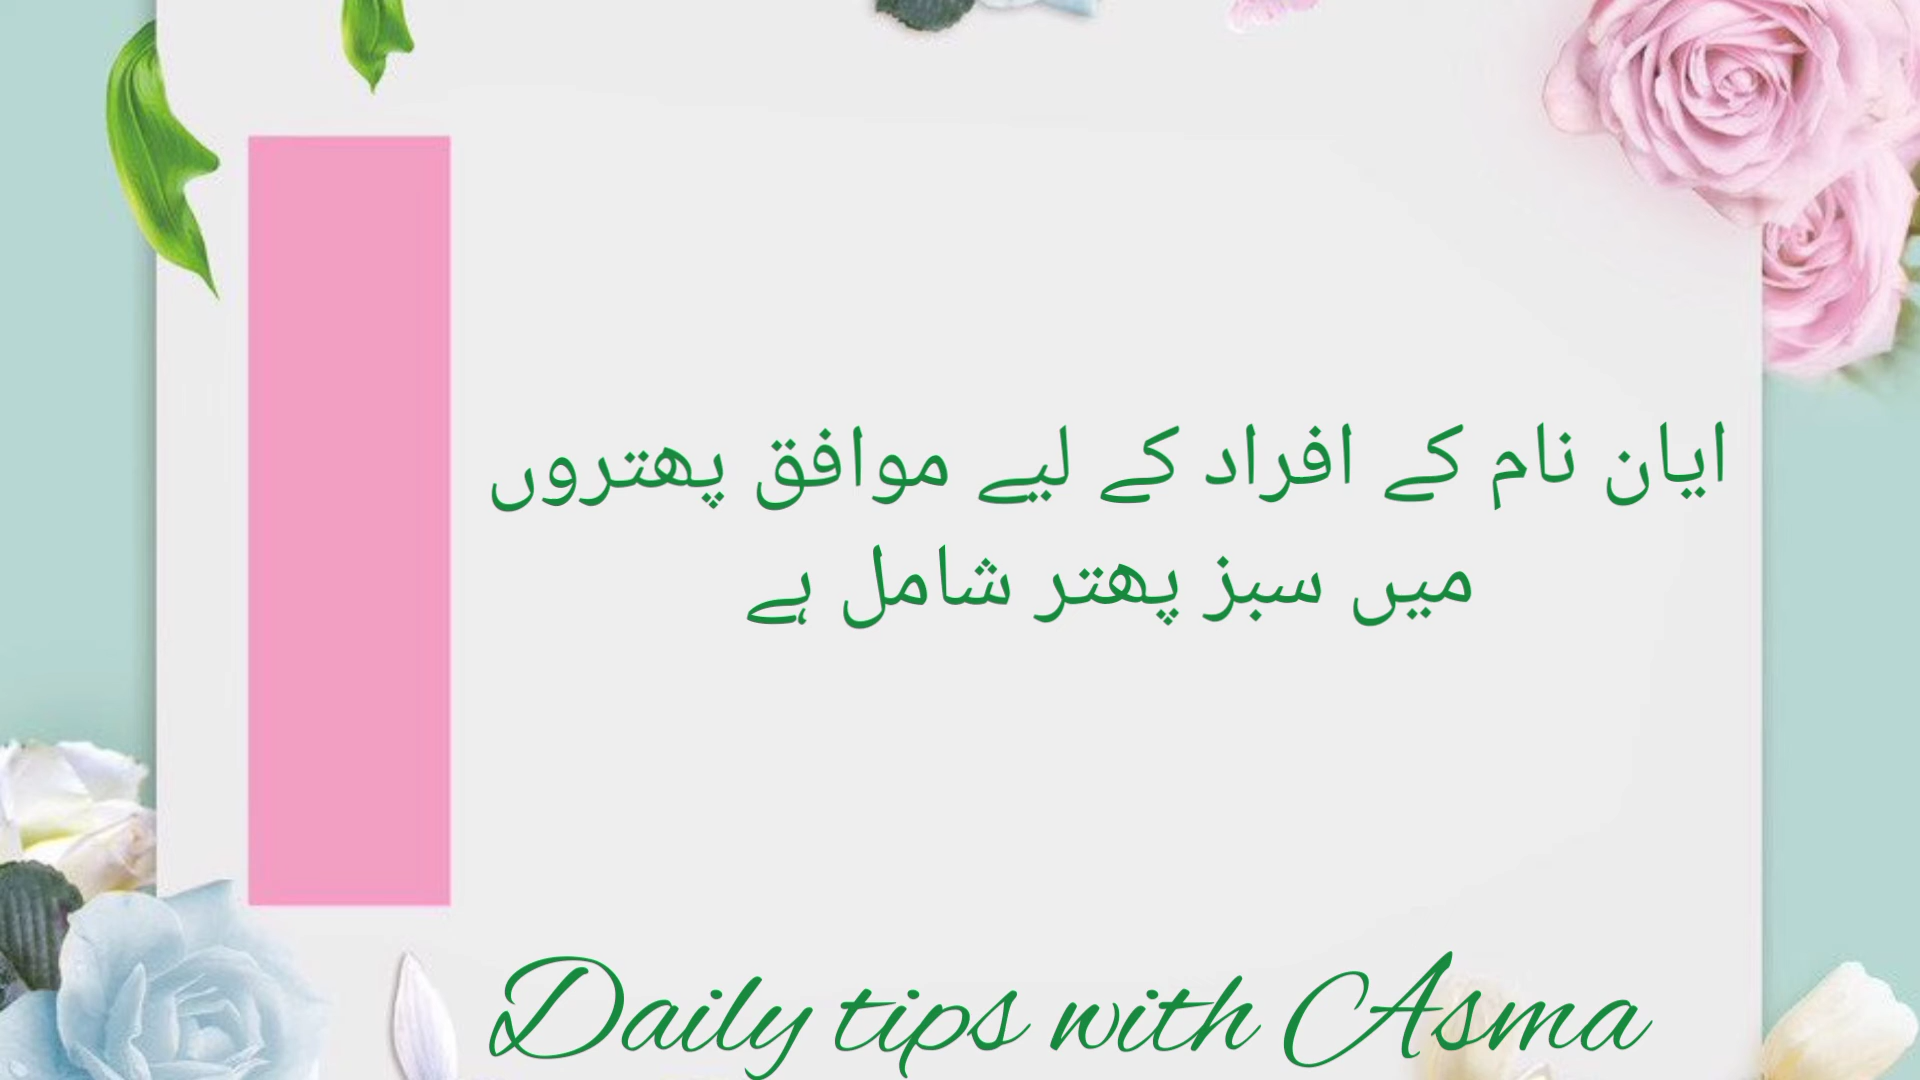 ایان نام کے افراد کے لیے موافق پھتروں
میں سبز پھتر شامل ہے
Daily tips with Asma